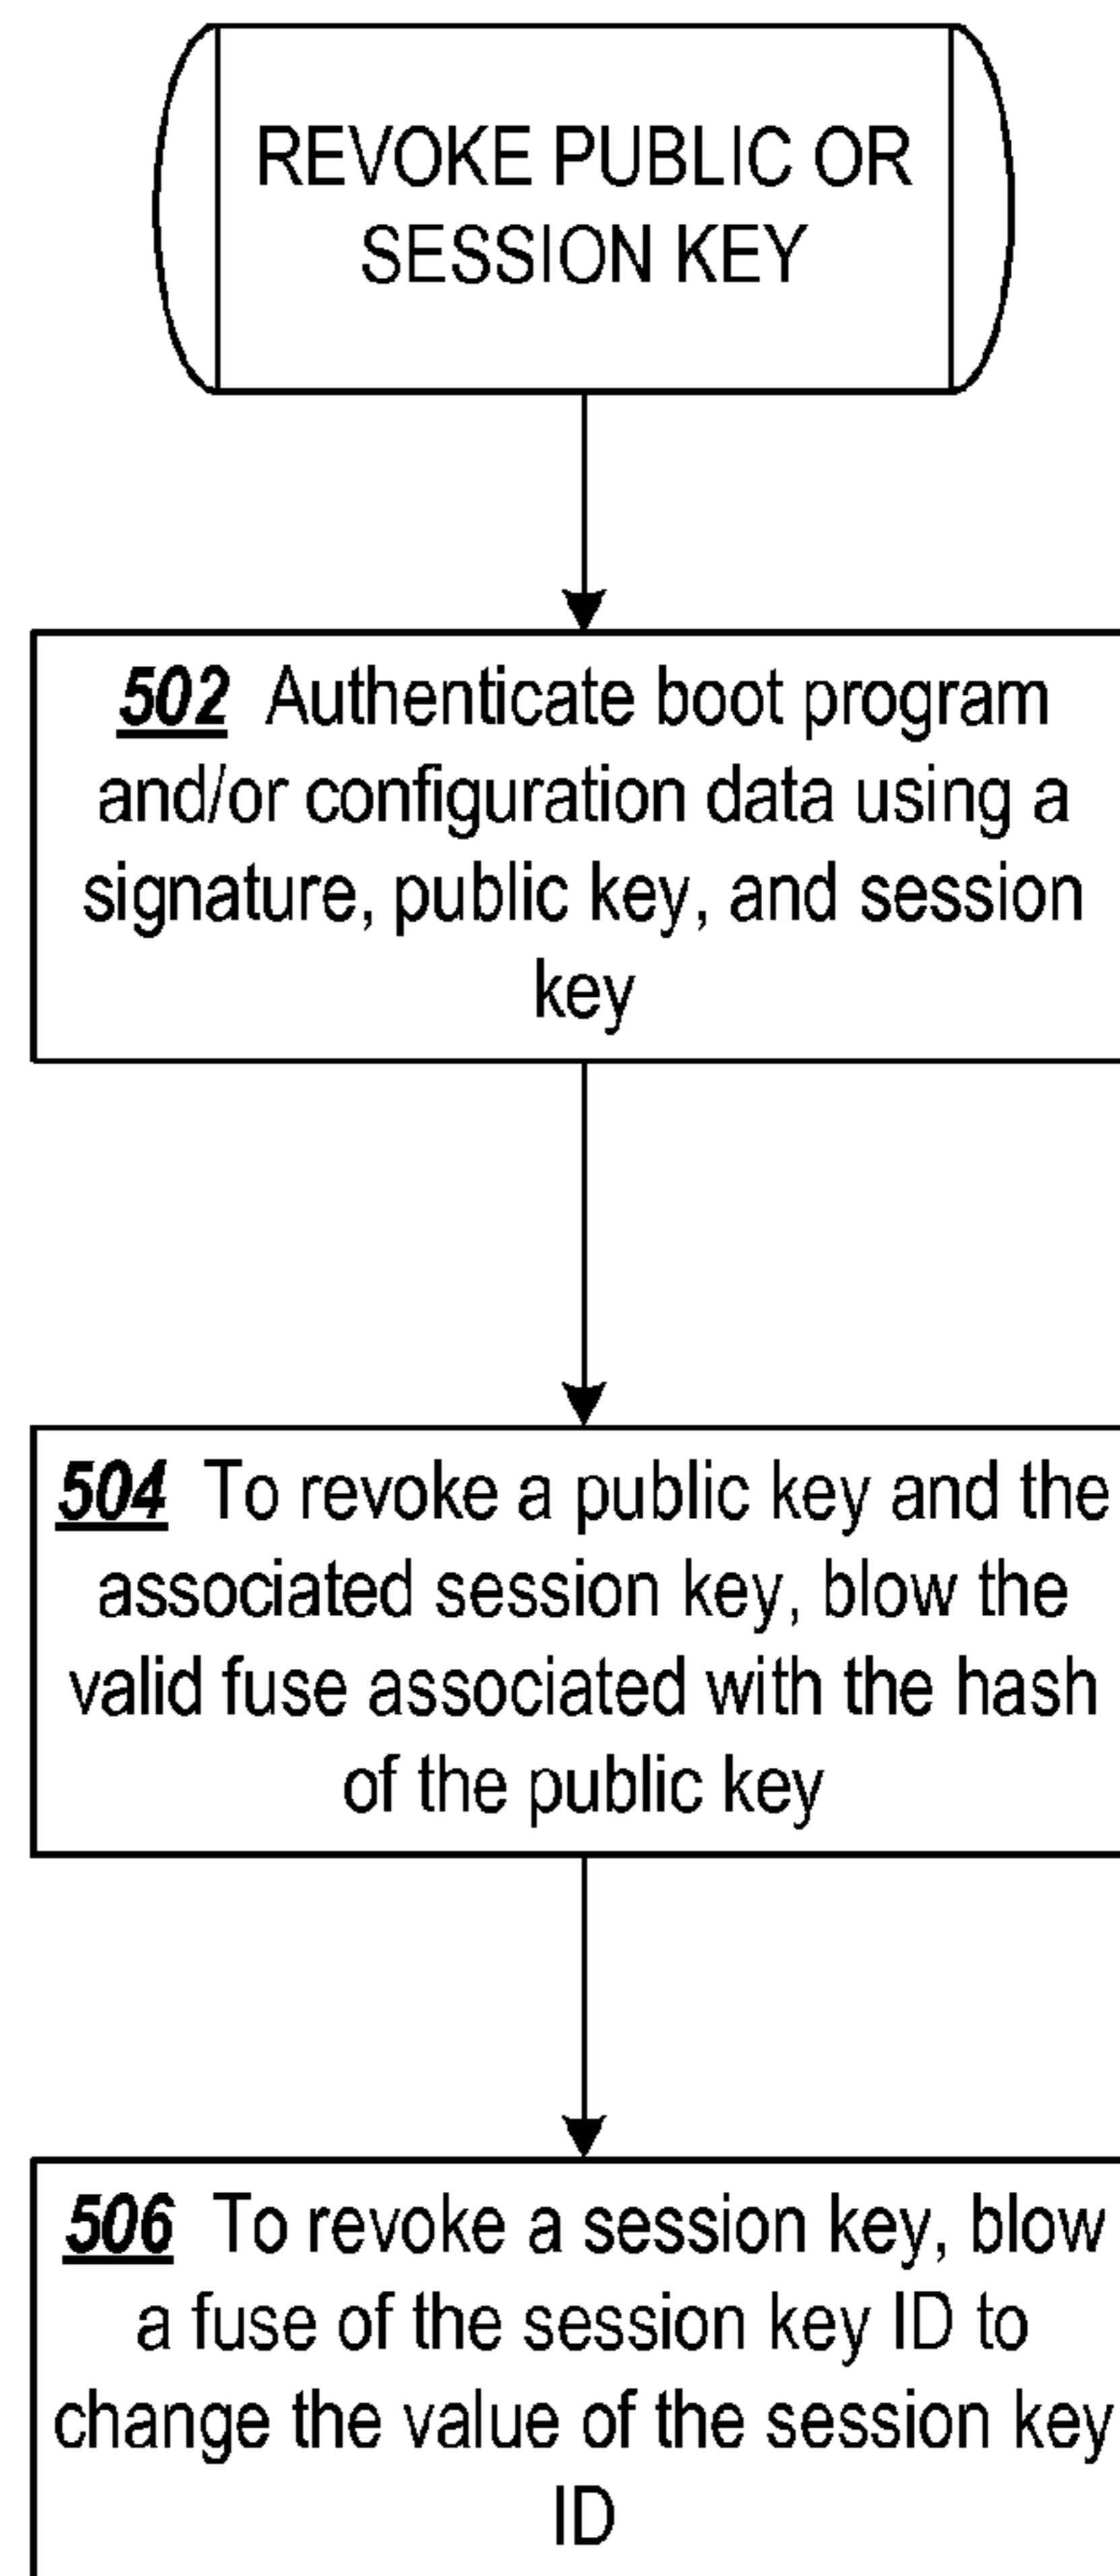 REVOKE PUBLIC OR
SESSION KEY
502 Authenticate boot program
and/or configuration data using a
signature, public key, and session
key
504 To revoke a public key and the
associated session key, blow the
valid fuse associated with the hash
of the public key
506 To revoke a session key, blow
a fuse of the session key ID to
change the value of the session key
ID